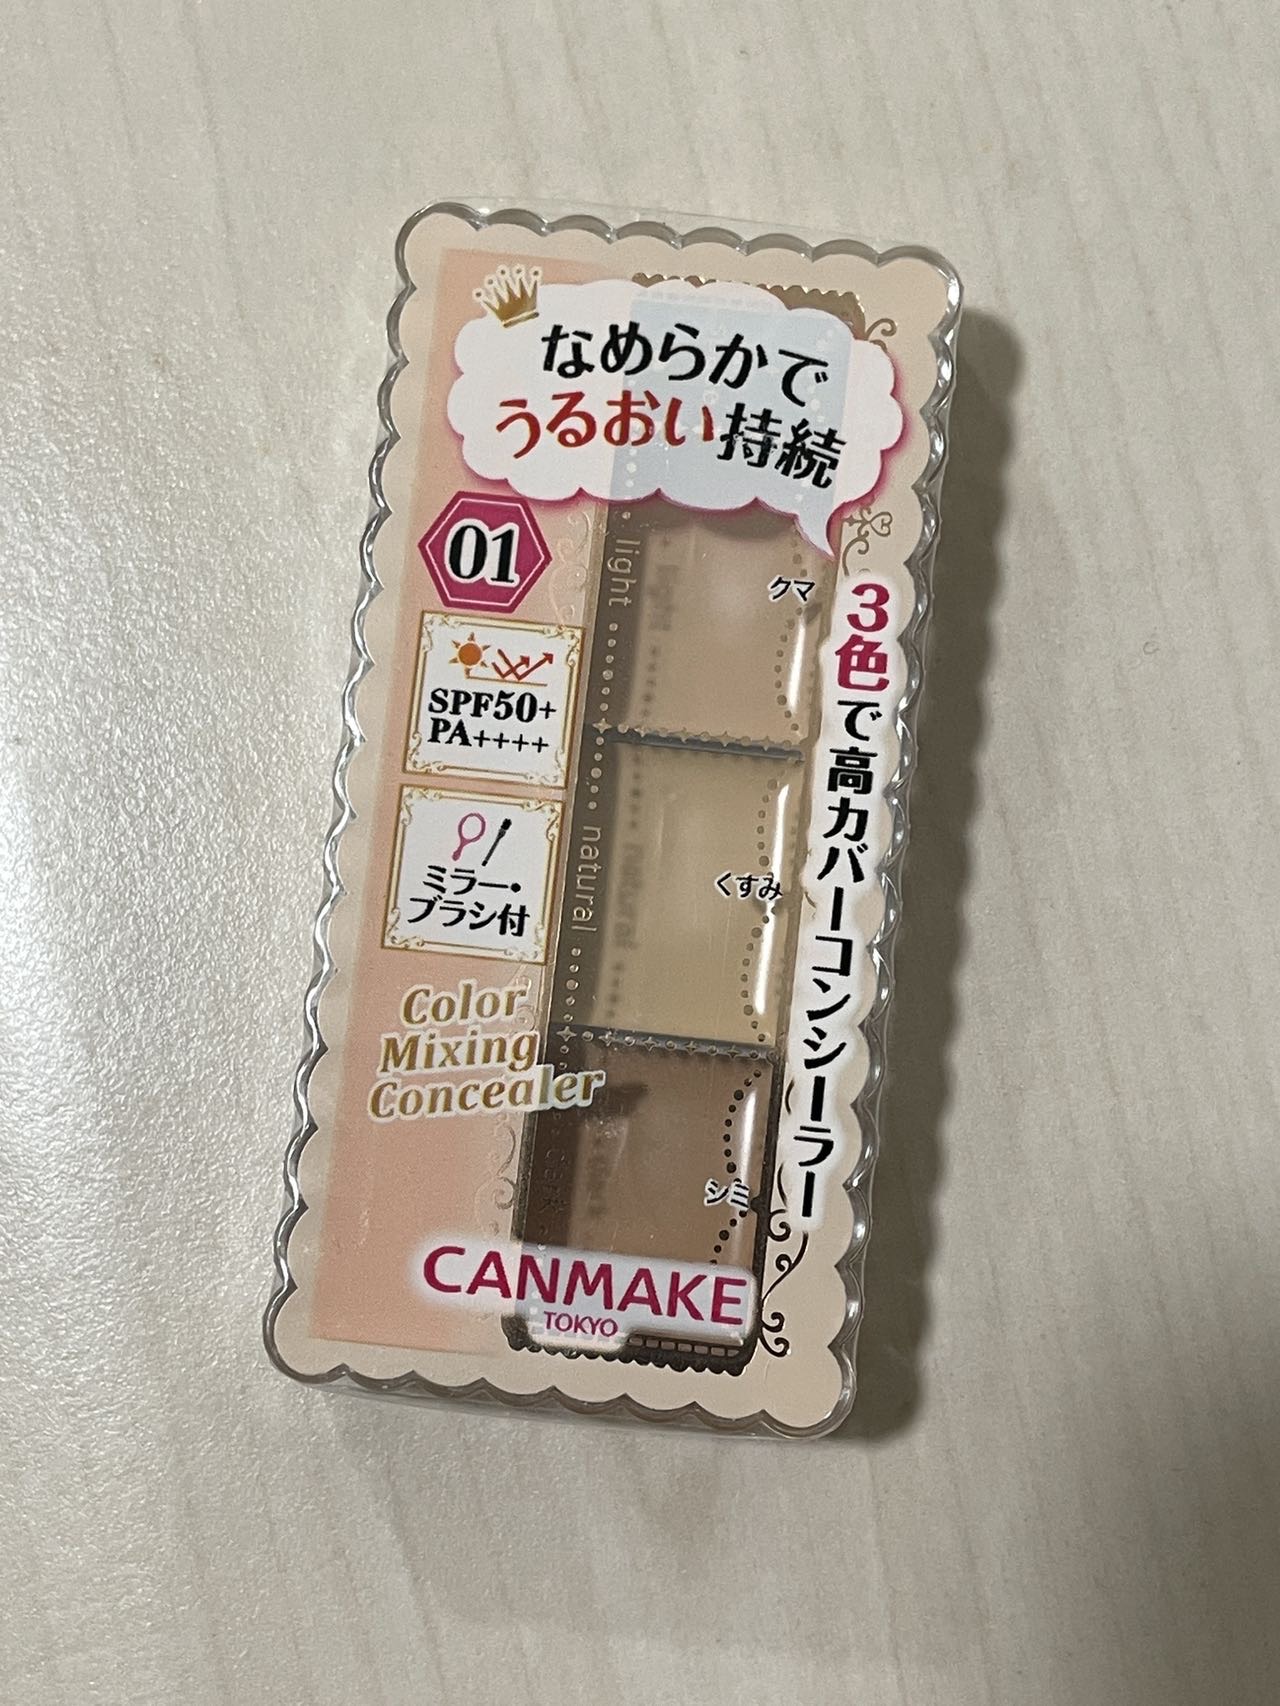 なめらかで
うるおい持続
01
light
クマ
3色で高カバーコンシーラー
SPF50+
PA++++
natural
くすみ
ミラー・
ブラシ付
Color
Mixing
Concealer
シミ
CANMAKE
TOKYO